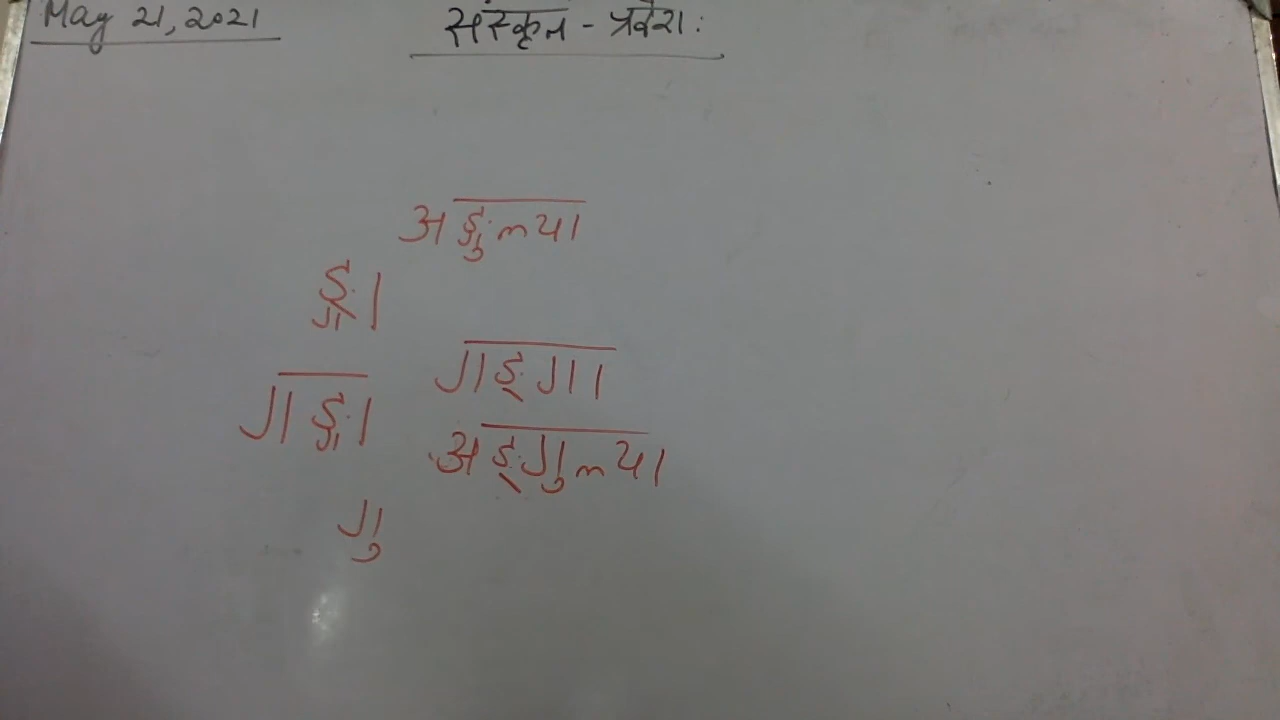 May 21, 2021
संस्कृत - प्रवेशः
अङ्गुल्या
ङ्गा
गङ्गा
गङ्‌गा
अङ्‌गुल्या
गु